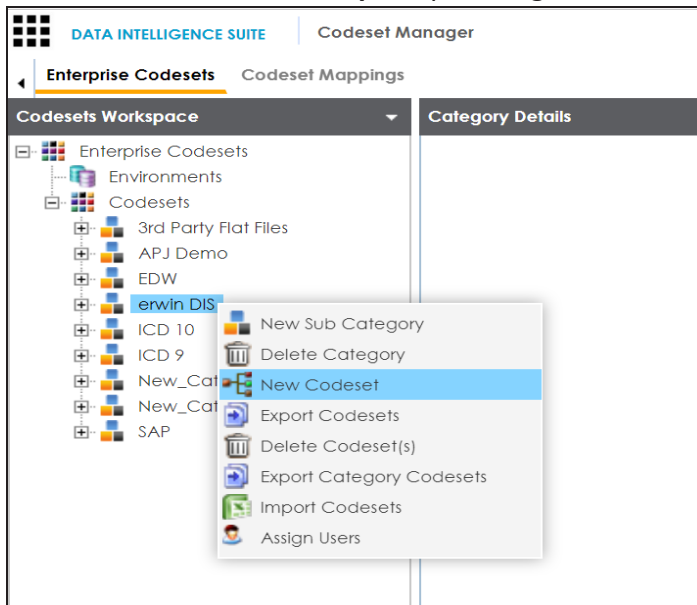 DATA INTELLIGENCE SUITE Codeset Manager
Enterprise Codesets Codeset Mappings
Codesets Workspace Category Details
Enterprise Codesets
Environments
Codesets
3rd Party Flat Files
APJ Demo
EDW
erwin DIS
ICD 10
ICD 9
New_Cat
New_Cat
SAP
New Sub Category
Delete Category
New Codeset
Export Codesets
Delete Codeset(s)
Export Category Codesets
Import Codesets
Assign Users